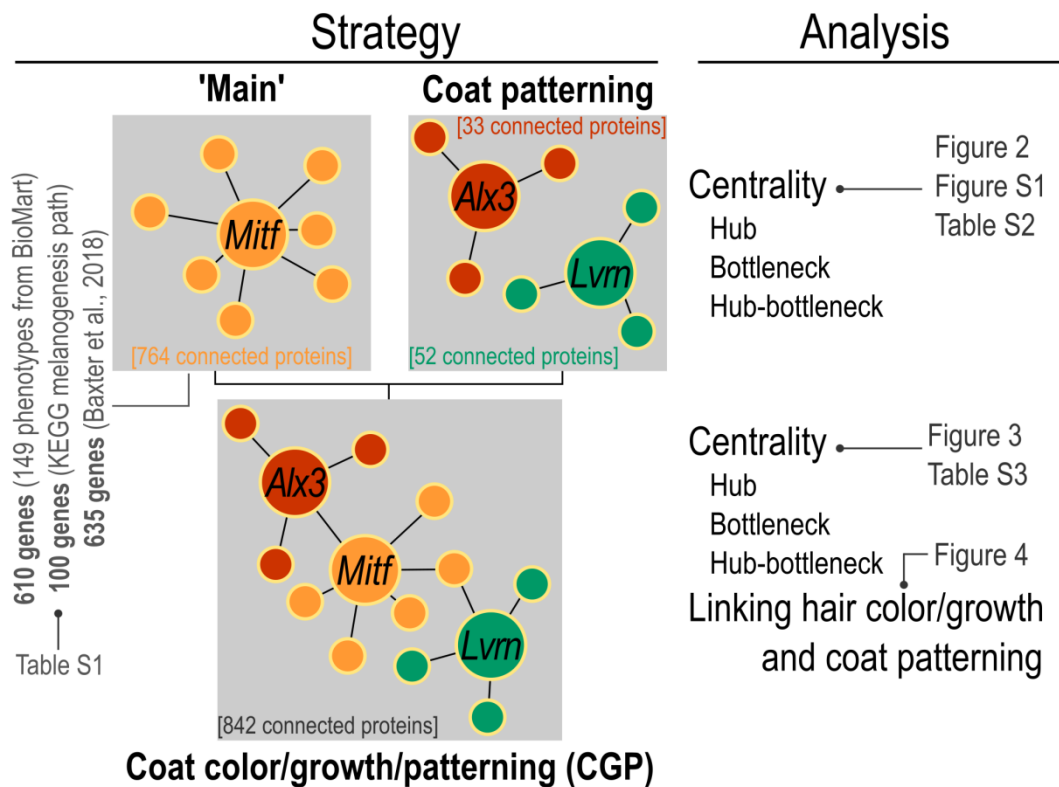 Strategy
Analysis
'Main'
Coat patterning
610 genes (149 phenotypes from BioMart)
100 genes (KEGG melanogenesis path)
635 genes (Baxter et al., 2018)
Table S1
Mitf
[764 connected proteins]
[33 connected proteins]
Alx3
Lvrn
[52 connected proteins]
Alx3
Mitf
Lvrn
[842 connected proteins]
Coat color/growth/patterning (CGP)
Centrality
Hub
Bottleneck
Hub-bottleneck
Figure 2
Figure S1
Table S2
Centrality
Hub
Bottleneck
Hub-bottleneck
Figure 3
Table S3
Figure 4
Linking hair color/growth
and coat patterning